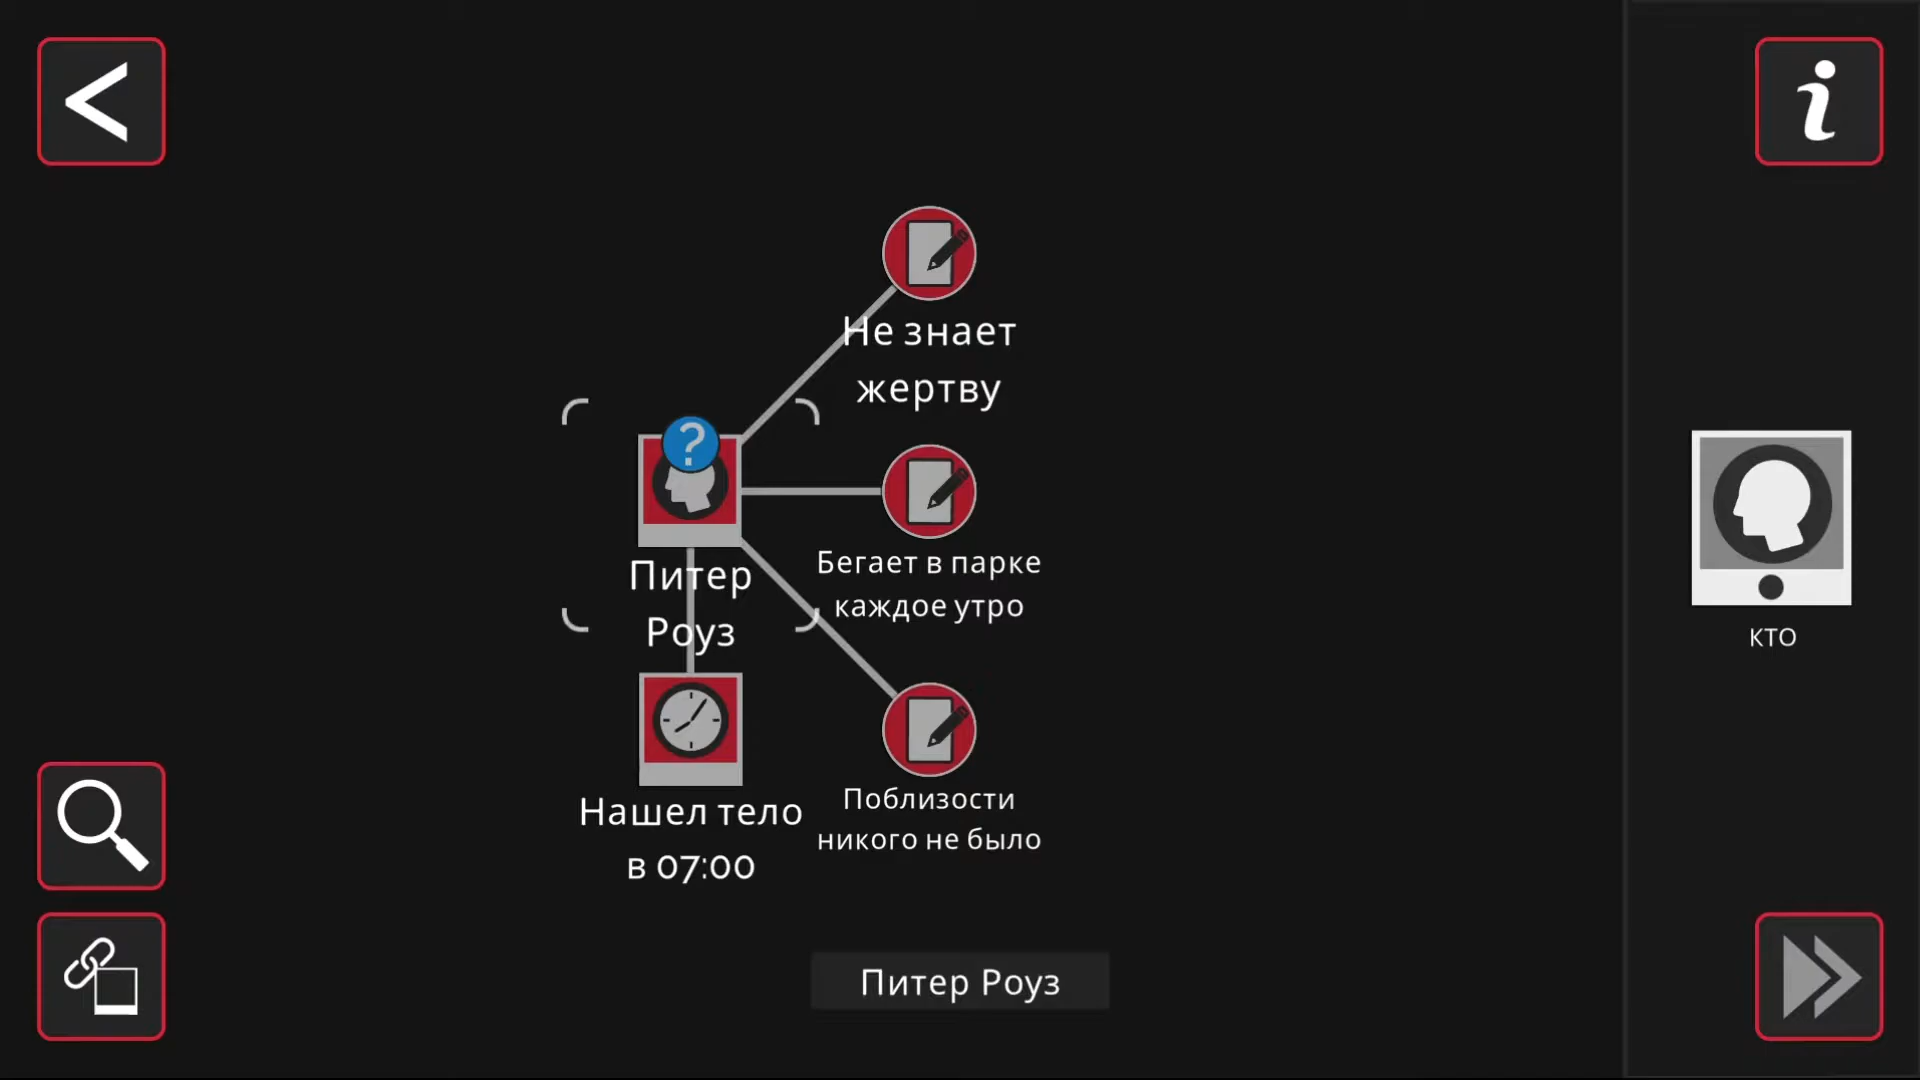 Не знает
жертву
Питер
Роуз
Бегает в парке
каждое утро
кто
Нашел тело
в 07:00
Поблизости
никого не было
Питер Роуз